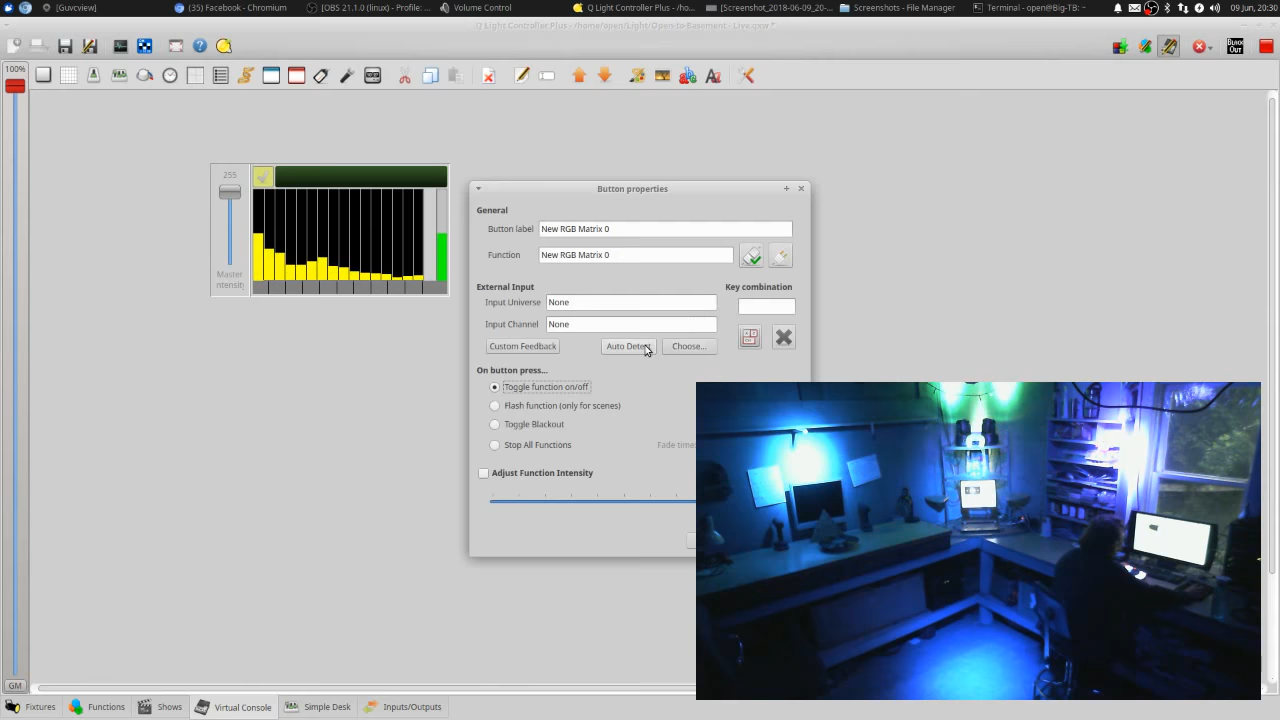 [Guvcview]
(35) Facebook - Chromium
[OBS 21.1.0 (linux) - Profile: ...
Volume Control
Q Light Controller Plus - /ho...
[Screenshot_2018-06-09_20-...
Screenshots - File Manager
Terminal - open@Big-TB: ~
09 Jun, 20:30
Q Light Controller Plus - /home/open/Light/Open-to-Basement - Live.qxw *
BLACK
OUT
100%
255
Master
ntensit
GM
Button properties
General
Button label
New RGB Matrix 0
Function
New RGB Matrix 0
External Input
Key combination
Input Universe
None
Input Channel
None
Custom Feedback
Auto Detect
Choose...
On button press...
Toggle function on/off
Flash function (only for scenes)
Toggle Blackout
Stop All Functions
Fade time:
Adjust Function Intensity
Fixtures
Functions
Shows
Virtual Console
Simple Desk
Inputs/Outputs